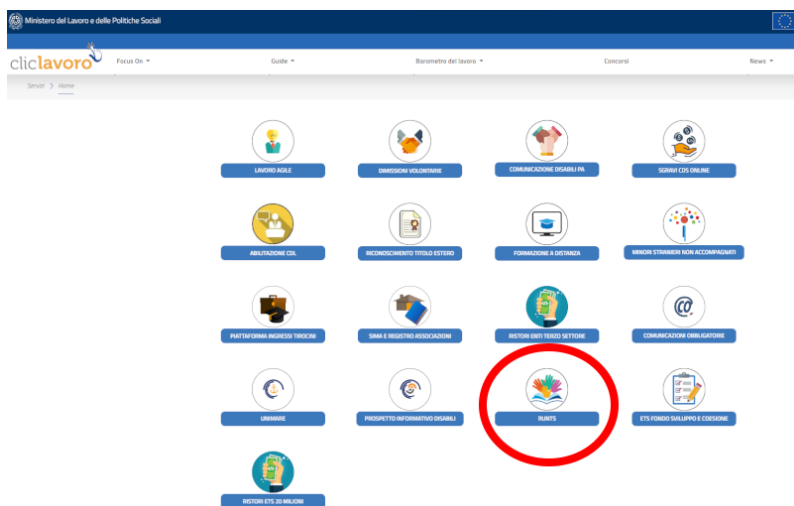 Ministero del Lavoro e delle Politiche Sociali
cliclavoro
Focus On
Guide
Barometro del lavoro
Concorsi
News
Servizi > Home
LAVORO AGILE
DIMISSIONI VOLONTARIE
COMUNICAZIONE DISABILI PA
SGRAVI CDS ONLINE
ABILITAZIONE CDL
RICONOSCIMENTO TITOLO ESTERO
FORMAZIONE A DISTANZA
MINORI STRANIERI NON ACCOMPAGNATI
PIATTAFORMA INGRESSI TIROCINI
SIMA E REGISTRO ASSOCIAZIONI
RISTORI ENTI TERZO SETTORE
CO
COMUNICAZIONI OBBLIGATORIE
UNIMARE
PROSPETTO INFORMATIVO DISABILI
RUNTS
ETS FONDO SVILUPPO E COESIONE
RISTORI ETS 20 MILIONI